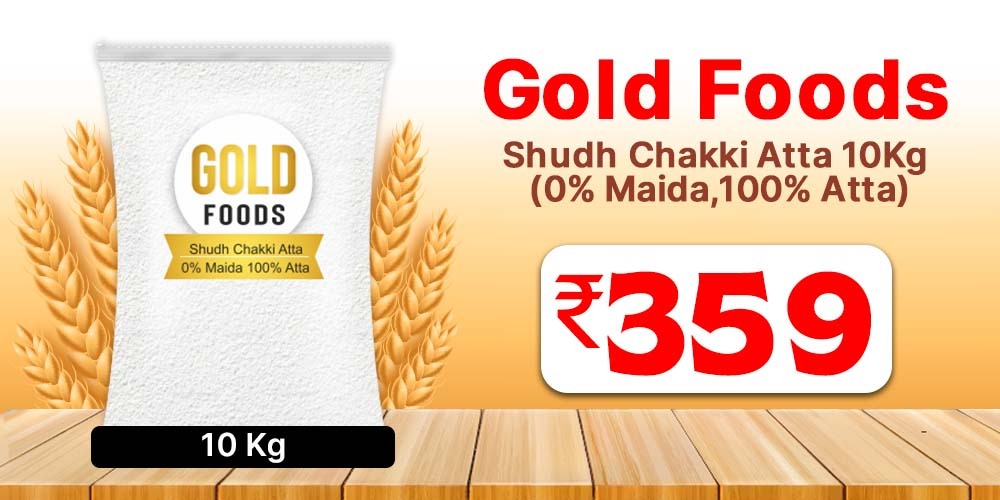 GOLD
FOODS
Shudh Chakki Atta
0% Maida 100% Atta
10 Kg
Gold Foods
Shudh Chakki Atta 10Kg
(0% Maida,100% Atta)
₹359